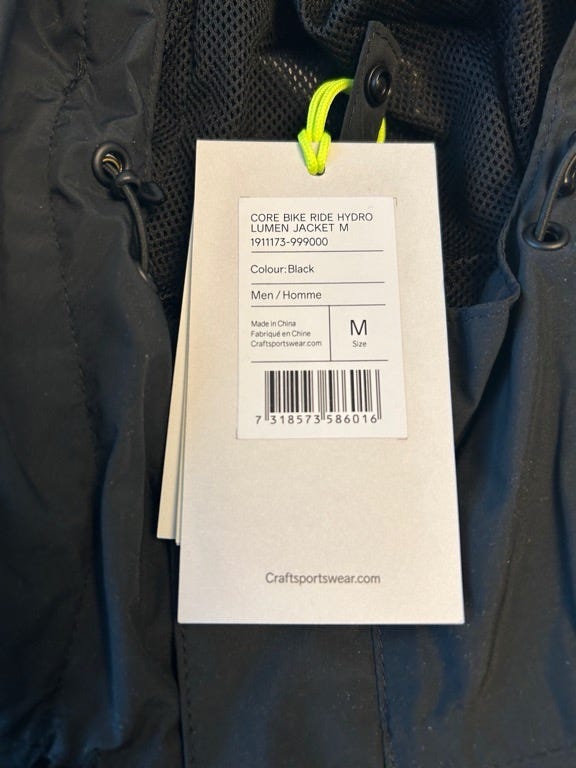 CORE BIKE RIDE HYDRO
LUMEN JACKET M
1911173-999000
Colour:Black
Men / Homme
Made in China
Fabriqué en Chine
Craftsportswear.com
M
Size
7 318573 586016
Craftsportswear.com